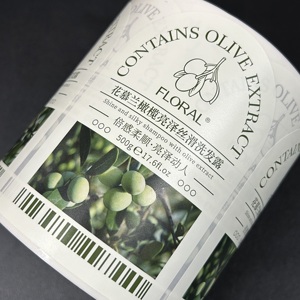 CONTAINS OLIVE EXTRACT
FLORAL®
花慕兰橄榄亮泽丝滑洗发露
Shine and silky shampoo with olive extract
倍感柔顺·亮泽动人
500g℮17.6fl.oz